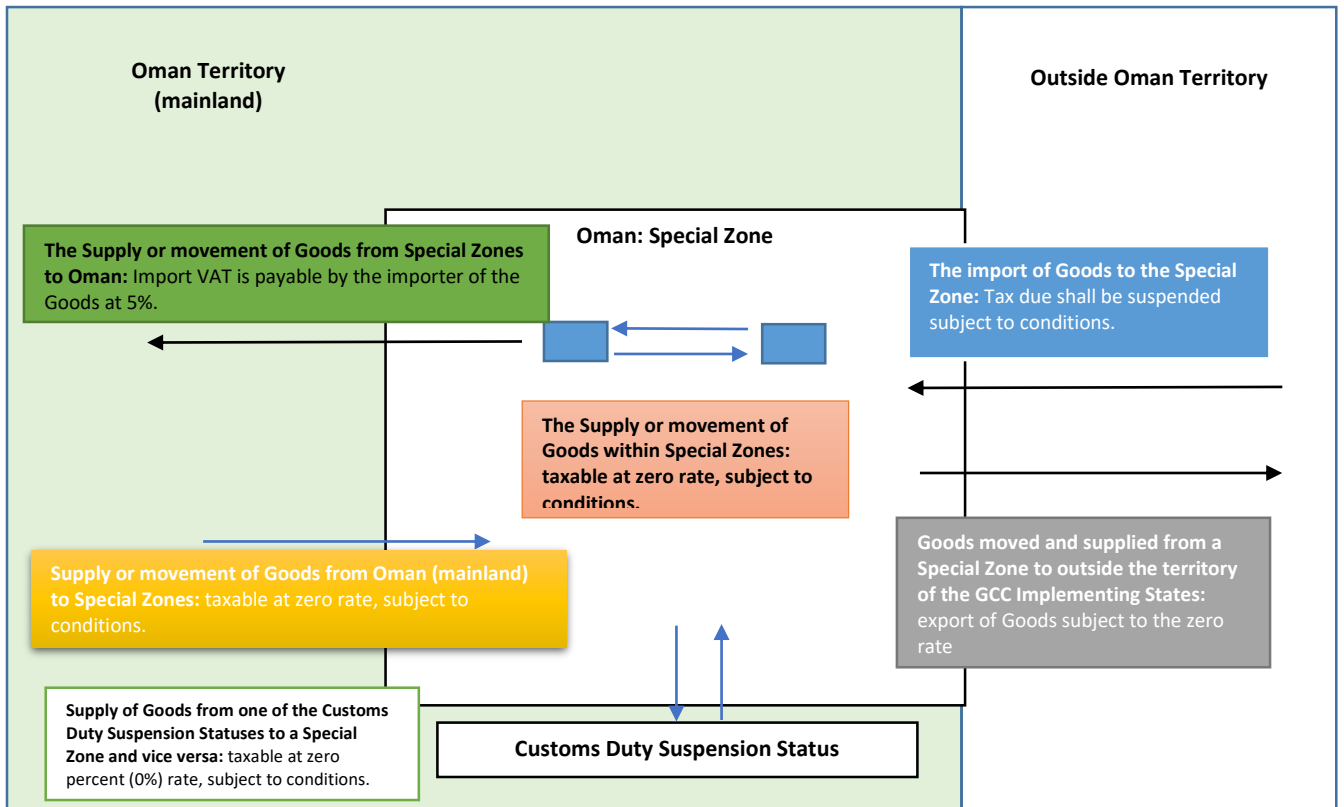 Oman Territory
(mainland)
Outside Oman Territory
The Supply or movement of Goods from Special Zones
to Oman: Import VAT is payable by the importer of the
Goods at 5%.
Oman: Special Zone
The import of Goods to the Special
Zone: Tax due shall be suspended
subject to conditions.
The Supply or movement of
Goods within Special Zones:
taxable at zero rate, subject to
conditions.
Supply or movement of Goods from Oman (mainland)
to Special Zones: taxable at zero rate, subject to
conditions.
Goods moved and supplied from a
Special Zone to outside the territory
of the GCC Implementing States:
export of Goods subject to the zero
rate
Supply of Goods from one of the Customs
Duty Suspension Statuses to a Special
Zone and vice versa: taxable at zero
percent (0%) rate, subject to conditions.
Customs Duty Suspension Status